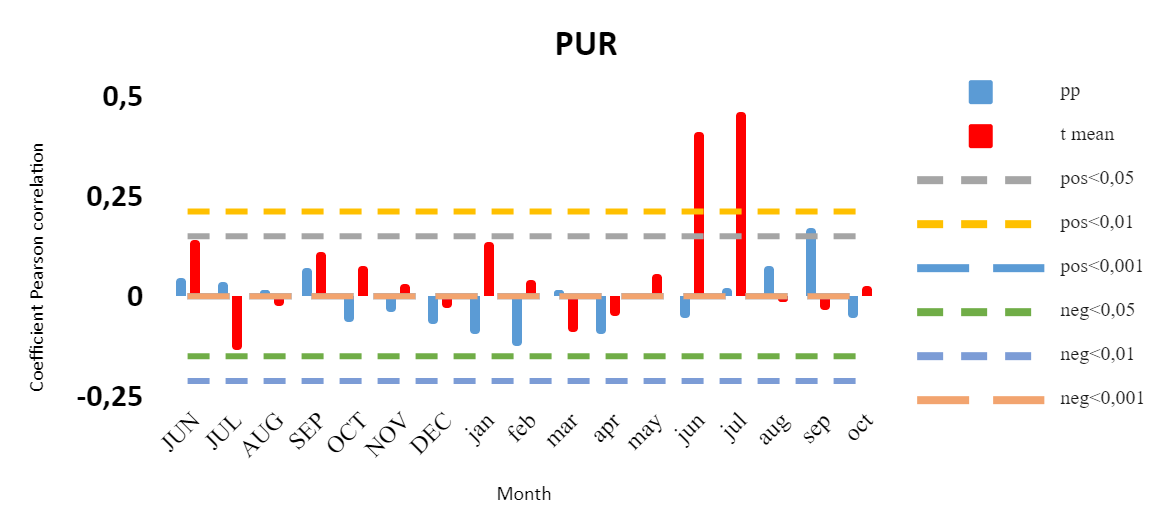 PUR
0,5
0,25
0
-0,25
Coefficient Pearson correlation
JUN JUL AUG SEP OCT NOV DEC jan feb mar apr may jun jul aug sep oct
Month
pp
t mean
pos<0,05
pos<0,01
pos<0,001
neg<0,05
neg<0,01
neg<0,001